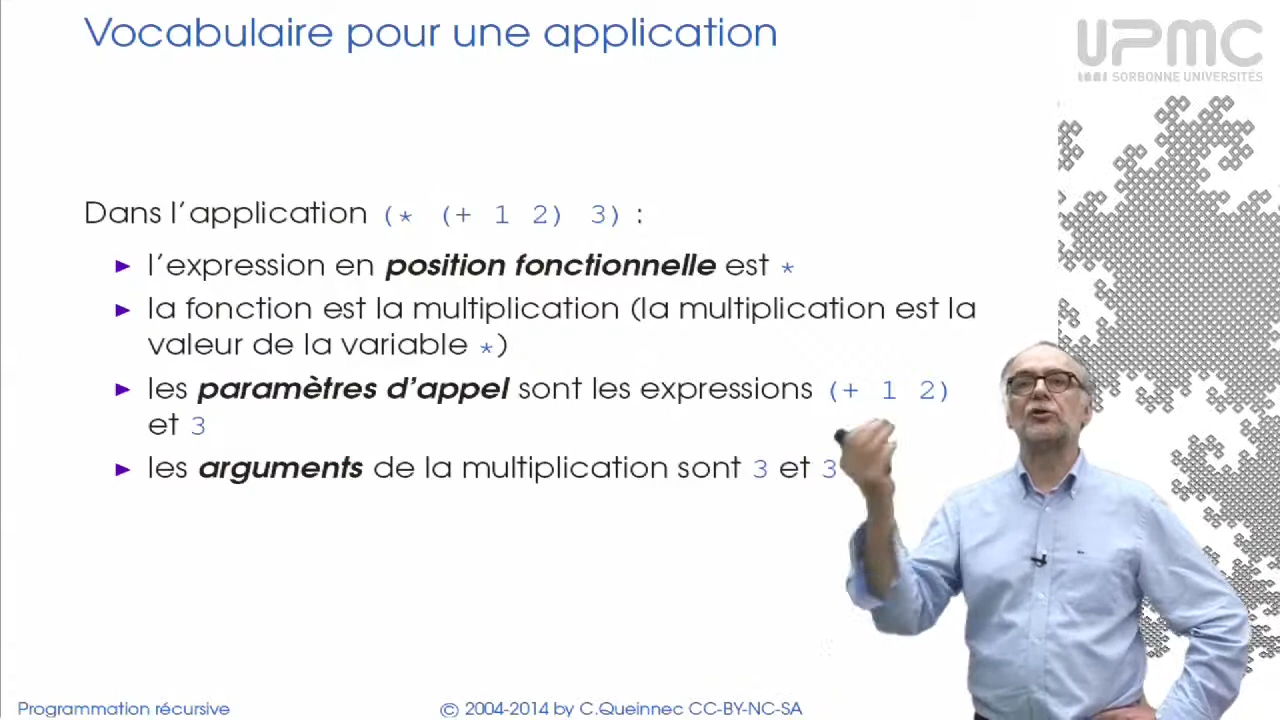 Vocabulaire pour une application
UPMC
SORBONNE UNIVERSITÉS
Dans l'application (* (+ 1 2) 3) :
► l'expression en position fonctionnelle est *
► la fonction est la multiplication (la multiplication est la
valeur de la variable *)
► les paramètres d'appel sont les expressions (+ 1 2)
et 3
► les arguments de la multiplication sont 3 et 3
Programmation récursive
© 2004-2014 by C.Queinnec CC-BY-NC-SA